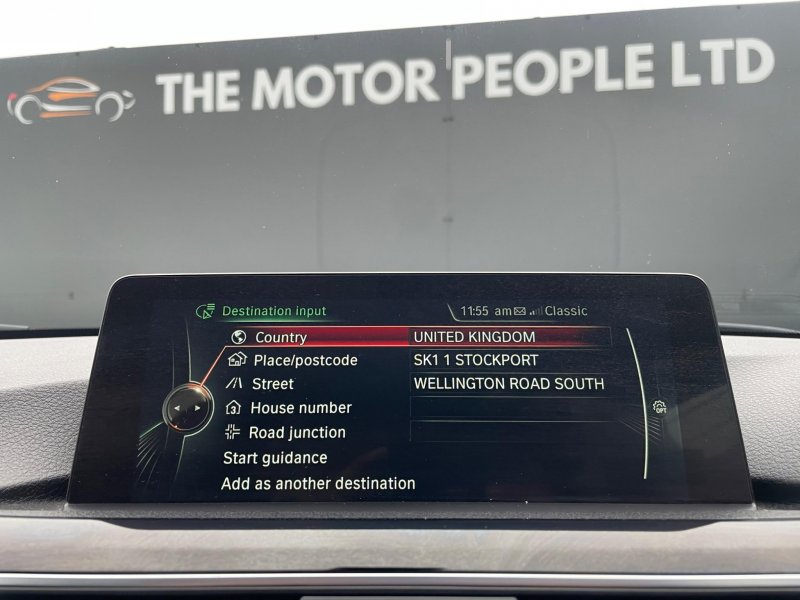 THE MOTOR PEOPLE LTD
Destination input 11:55 am Classic
Country UNITED KINGDOM
Place/postcode SK1 1 STOCKPORT
Street WELLINGTON ROAD SOUTH
3 House number
Road junction
Start guidance
Add as another destination
OPT